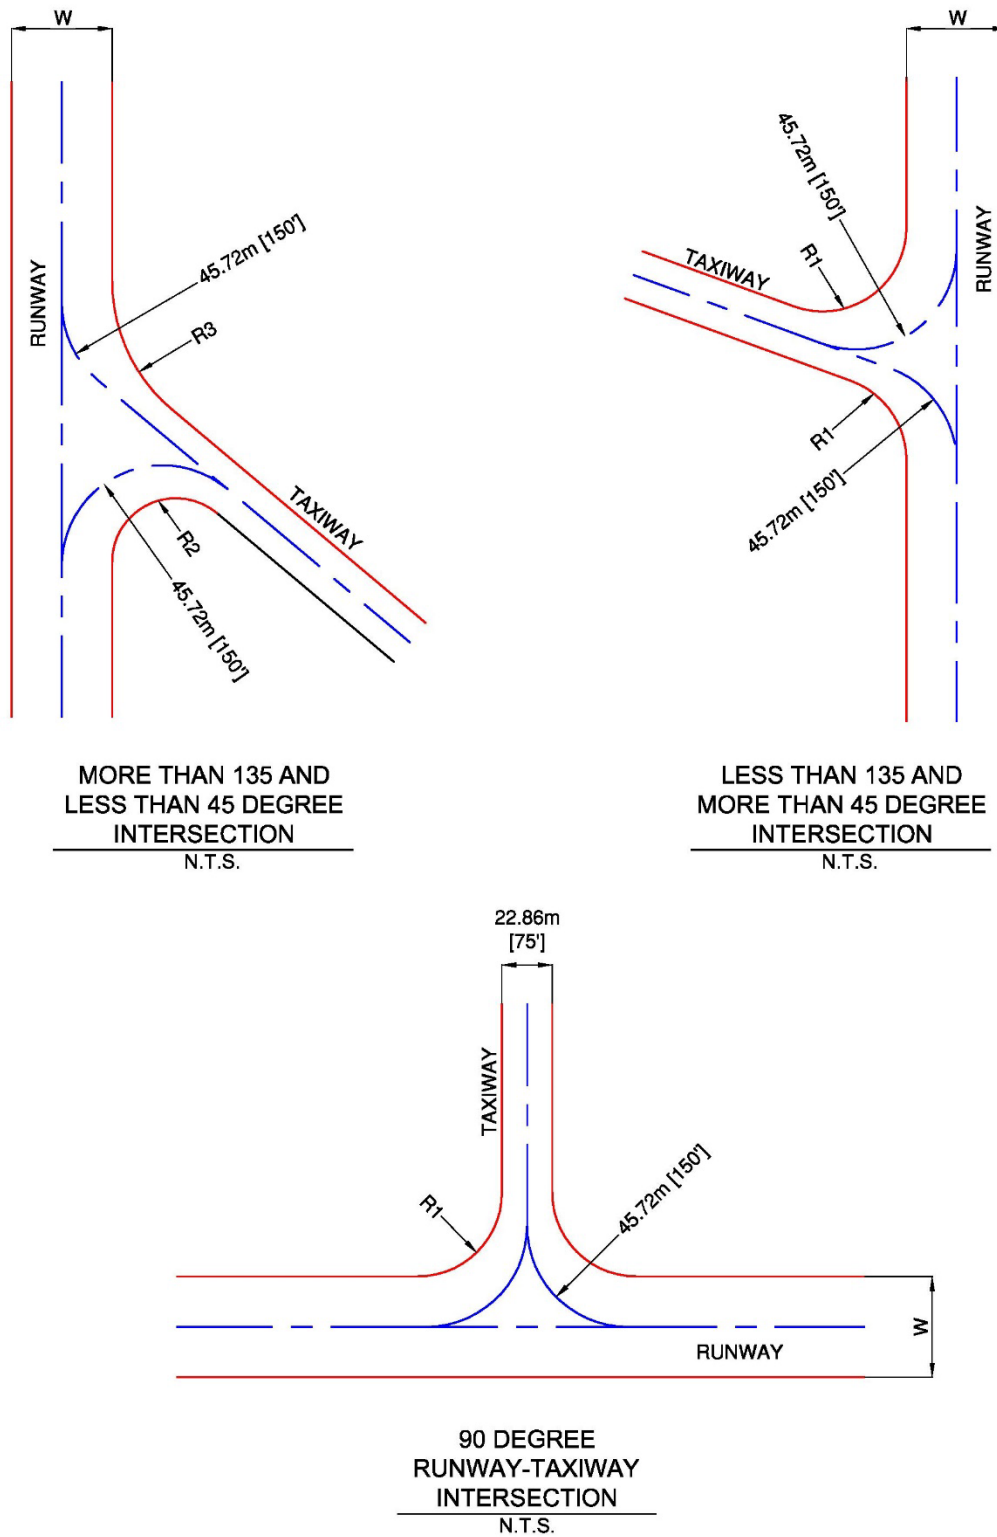 W
RUNWAY
45.72m [150']
R3
TAXIWAY
R2
45.72m [150']
MORE THAN 135 AND
LESS THAN 45 DEGREE
INTERSECTION
N.T.S.
W
45.72m [150']
RUNWAY
TAXIWAY
R1
R1
45.72m [150']
LESS THAN 135 AND
MORE THAN 45 DEGREE
INTERSECTION
N.T.S.
22.86m
[75']
TAXIWAY
R1
45.72m [150']
W
RUNWAY
90 DEGREE
RUNWAY-TAXIWAY
INTERSECTION
N.T.S.